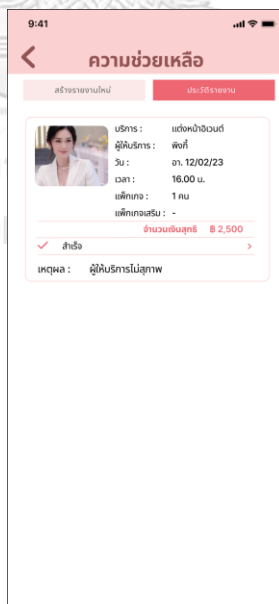 9:41
ความช่วยเหลือ
สร้างรายงานใหม่
ประวัติรายงาน
บริการ : แต่งหน้าอิเวนต์
ผู้ให้บริการ : พิงกี้
วัน : อา. 12/02/23
เวลา : 16.00 น.
แพ็กเกจ : 1 คน
แพ็กเกจเสริม : -
จำนวนเงินสุทธิ ฿ 2,500
สำเร็จ
เหตุผล : ผู้ให้บริการไม่สุภาพ